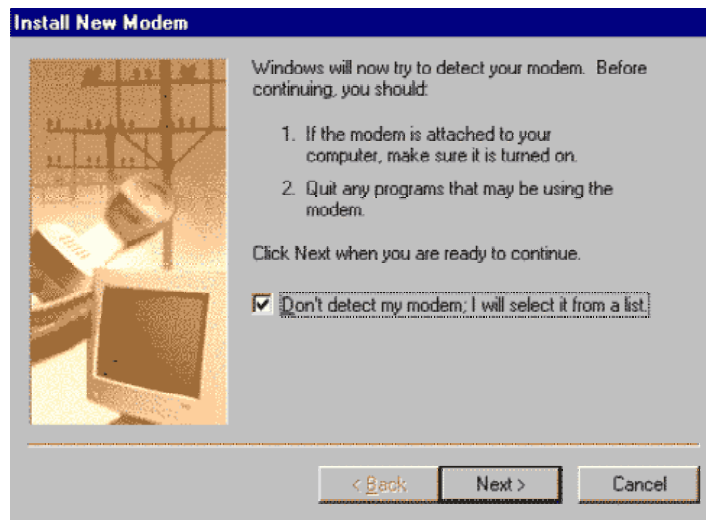 Install New Modem
Windows will now try to detect your modem. Before
continuing, you should:
1. If the modem is attached to your
computer, make sure it is turned on.
2. Quit any programs that may be using the
modem.
Click Next when you are ready to continue.
Don't detect my modem; I will select it from a list.
< Back
Next >
Cancel